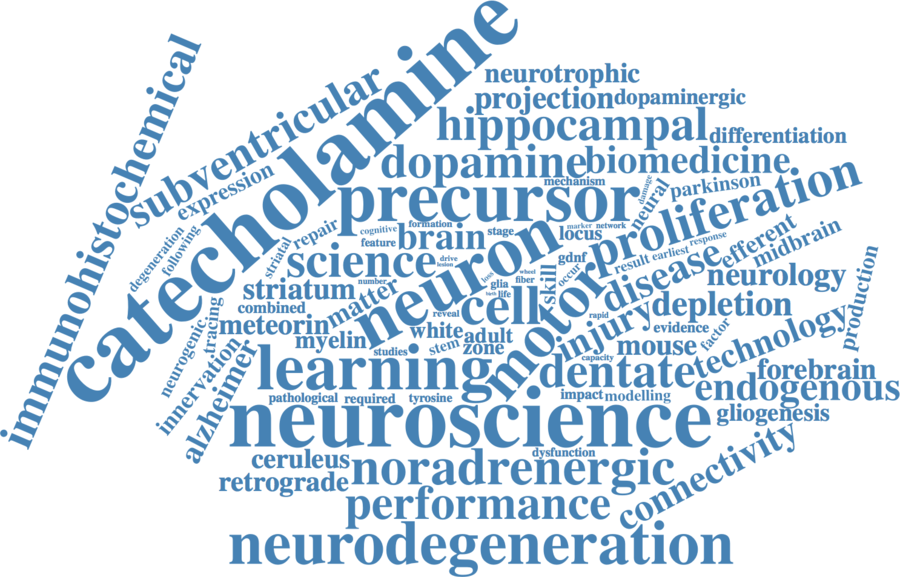 catecholamine
immunohistochemical
subventricular
neurotrophic
projection
dopaminergic
hippocampal
differentiation
expression
dopamine
biomedicine
mechanism
damage
parkinson
precursor
neural
proliferation
degeneration
following
striatal
repair
cognitive
formation
feature
brain
stage
neuron
locus
marker
network
response
earliest
result
efferent
midbrain
science
drive
lesion
gdnf
occur
disease
neurology
production
striatum
number
matter
loss
glia
wheel
fiber
skill
combined
birth
life
cell
motor
depletion
neurogenic
tracing
meteorin
reveal
rapid
injury
evidence
factor
technology
myelin
white
adult
stem
zone
studies
mouse
innervation
alzheimer
learning
capacity
dentate
forebrain
endogenous
pathological
required
tyrosine
impact
modelling
neuroscience
gliogenesis
connectivity
ceruleus
dysfunction
retrograde
noradrenergic
performance
neurodegeneration